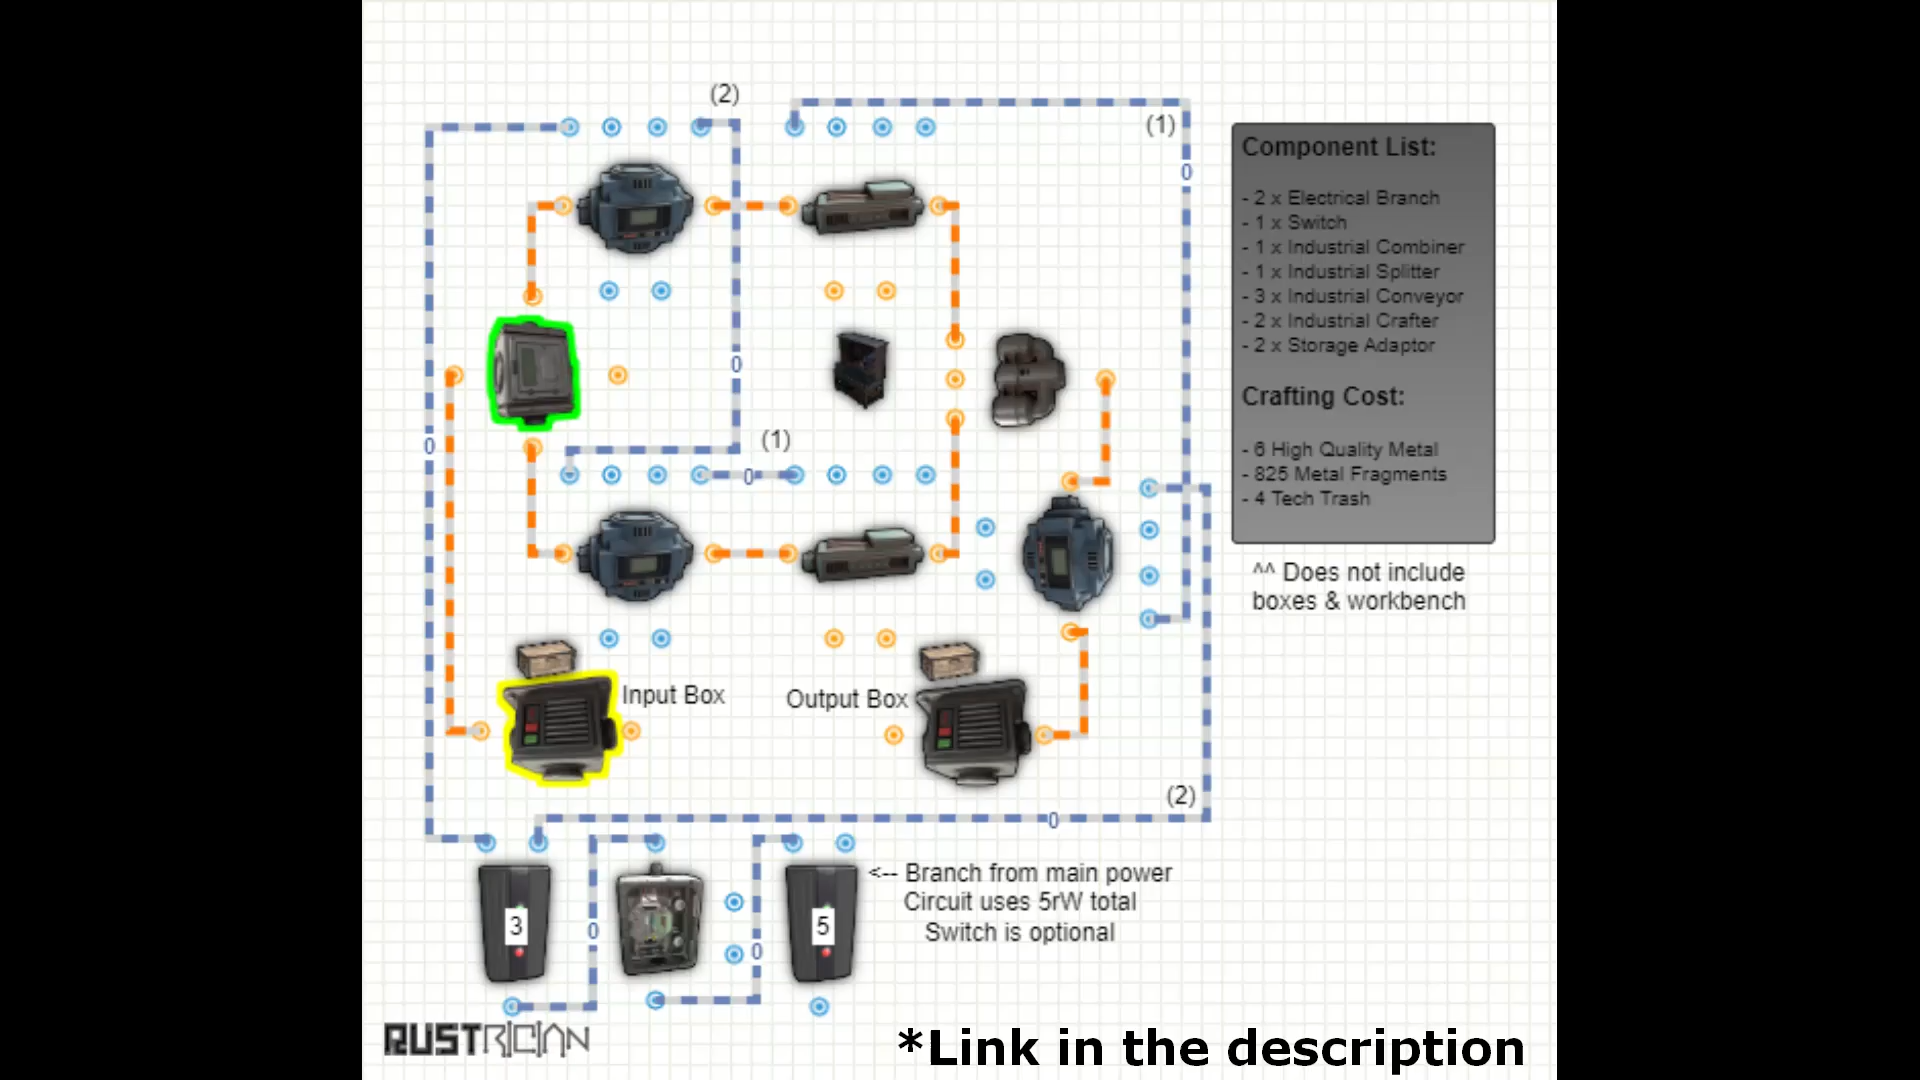 (2)
(1)
0
Component List:
- 2 x Electrical Branch
- 1 x Switch
- 1 x Industrial Combiner
- 1 x Industrial Splitter
- 3 x Industrial Conveyor
- 2 x Industrial Crafter
- 2 x Storage Adaptor
Crafting Cost:
- 6 High Quality Metal
- 825 Metal Fragments
- 4 Tech Trash
^^ Does not include
boxes & workbench
0
0
(1)
0
Input Box
Output Box
(2)
0
3
0
0
5
<-- Branch from main power
Circuit uses 5rW total
Switch is optional
RUSTRICIAN
*Link in the description